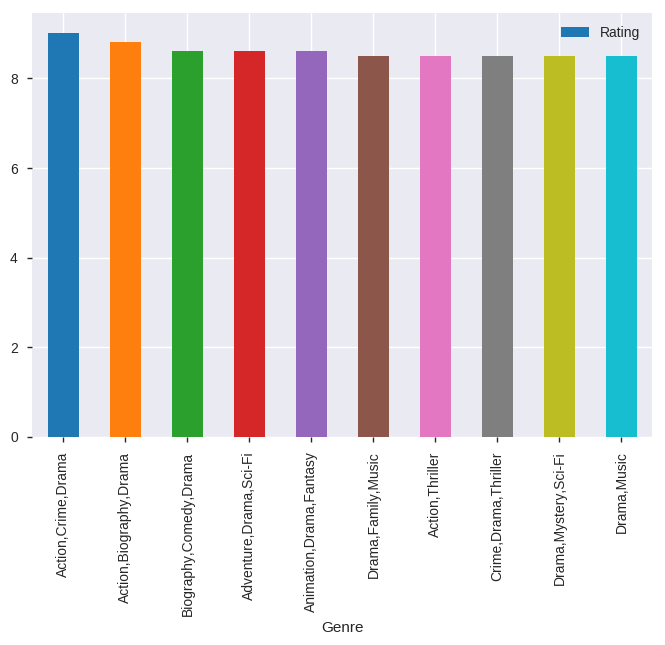 Rating
8
6
4
2
0
Action,Crime,Drama
Action,Biography,Drama
Biography,Comedy,Drama
Adventure,Drama,Sci-Fi
Animation,Drama,Fantasy
Drama,Family,Music
Action,Thriller
Crime,Drama,Thriller
Drama,Mystery,Sci-Fi
Drama,Music
Genre